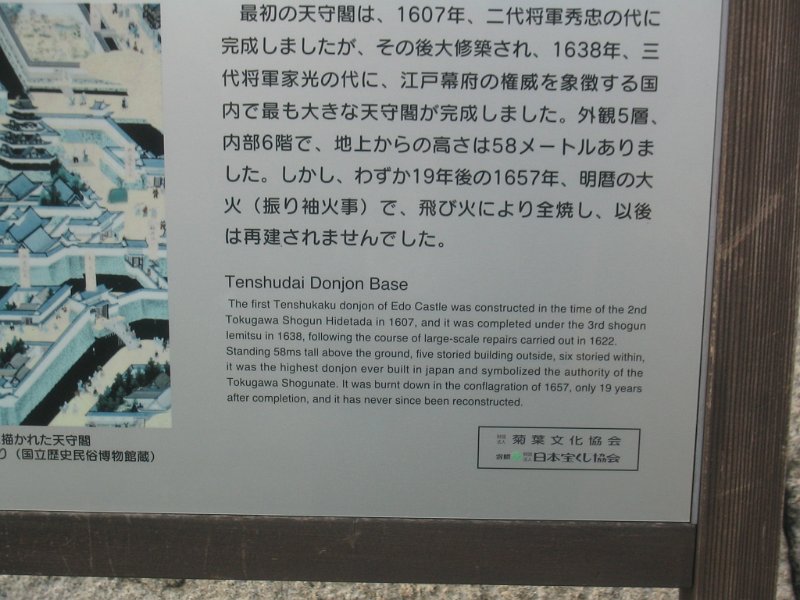 最初の天守閣は、1607年、二代将軍秀忠の代に
完成しましたが、その後大修築され、1638年、三
代将軍家光の代に、江戸幕府の権威を象徴する国
内で最も大きな天守閣が完成しました。外観5層、
内部6階で、地上からの高さは58メートルありま
した。しかし、わずか19年後の1657年、明暦の大
火（振り袖火事）で、飛び火により全焼し、以後
は再建されませんでした。
Tenshudai Donjon Base
The first Tenshukaku donjon of Edo Castle was constructed in the time of the 2nd
Tokugawa Shogun Hidetada in 1607, and it was completed under the 3rd shogun
Iemitsu in 1638, following the course of large-scale repairs carried out in 1622.
Standing 58ms tall above the ground, five storied building outside, six storied within,
it was the highest donjon ever built in japan and symbolized the authority of the
Tokugawa Shogunate. It was burnt down in the conflagration of 1657, only 19 years
after completion, and it has never since been reconstructed.
描かれた天守閣
り（国立歴史民俗博物館蔵）
財団法人 菊葉文化協会
日本宝くじ協会